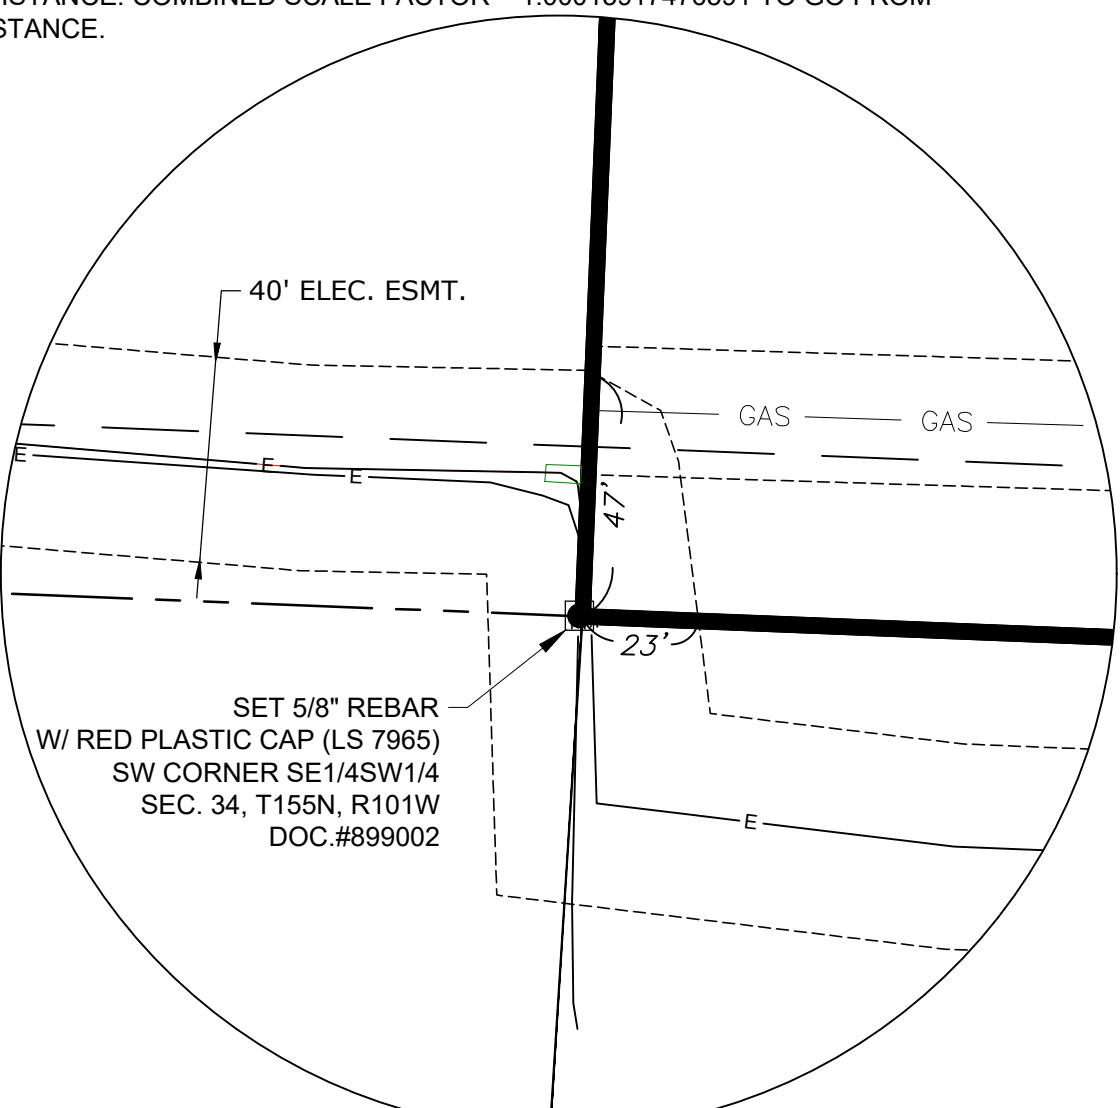 STANCE.
40' ELEC. ESMT.
GAS
GAS
E
E
E
47'
23'
SET 5/8" REBAR
W/ RED PLASTIC CAP (LS 7965)
SW CORNER SE1/4SW1/4
SEC. 34, T155N, R101W
DOC.#899002
E